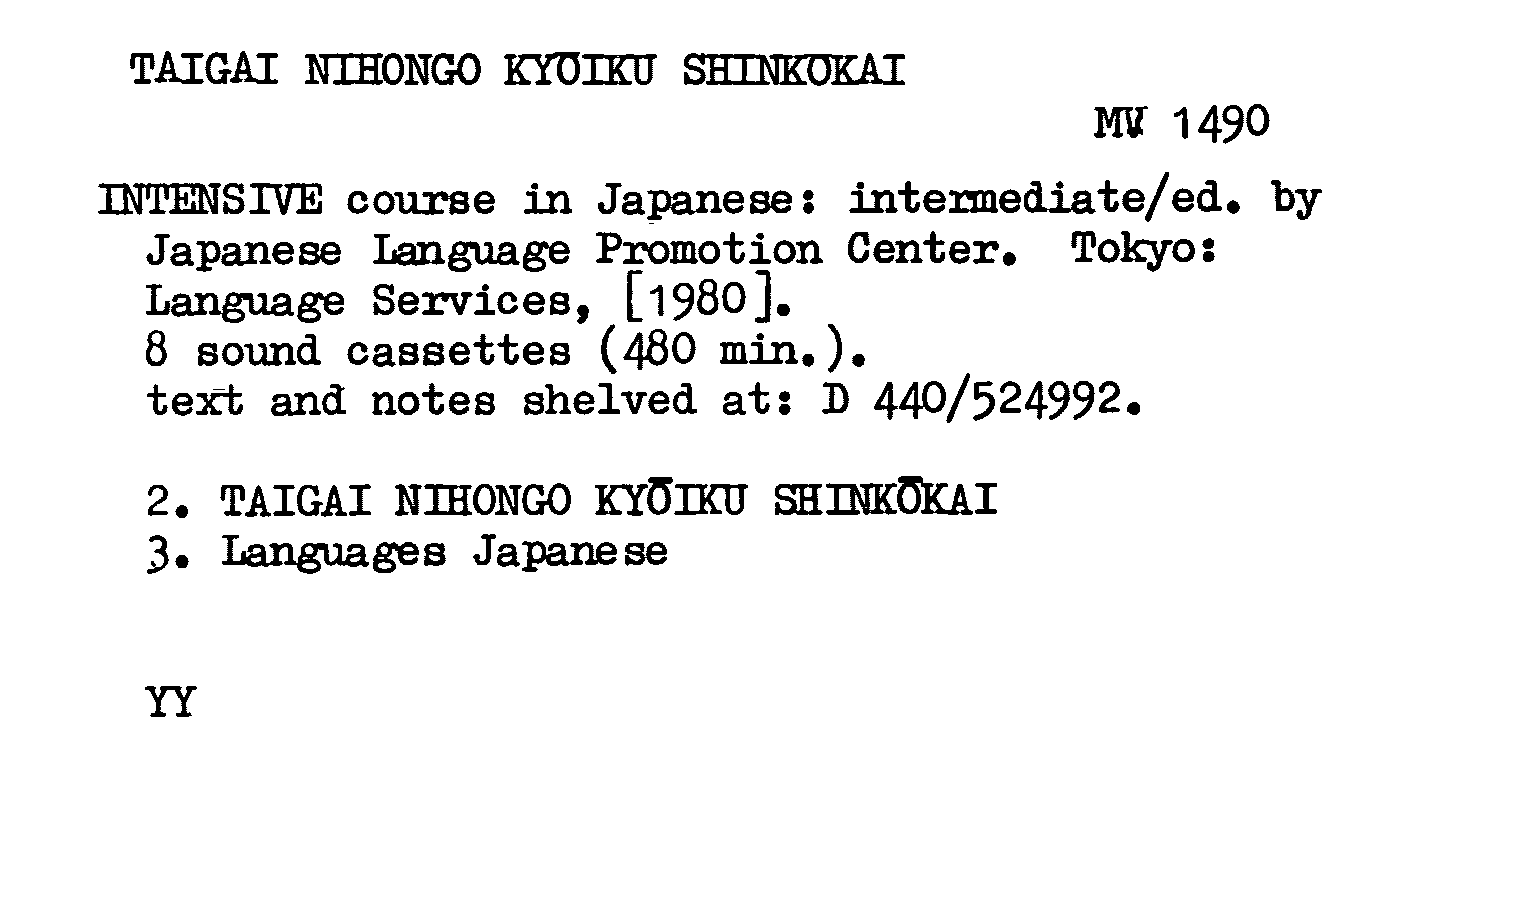 TAIGAI NIHONGO KYŌIKU SHINKŌKAI
MV 1490
INTENSIVE course in Japanese: intermediate/ed. by
Japanese Language Promotion Center. Tokyo:
Language Services, [1980].
8 sound cassettes (480 min.).
text and notes shelved at: D 440/524992.
2. TAIGAI NIHONGO KYŌIKU SHINKŌKAI
3. Languages Japanese
YY